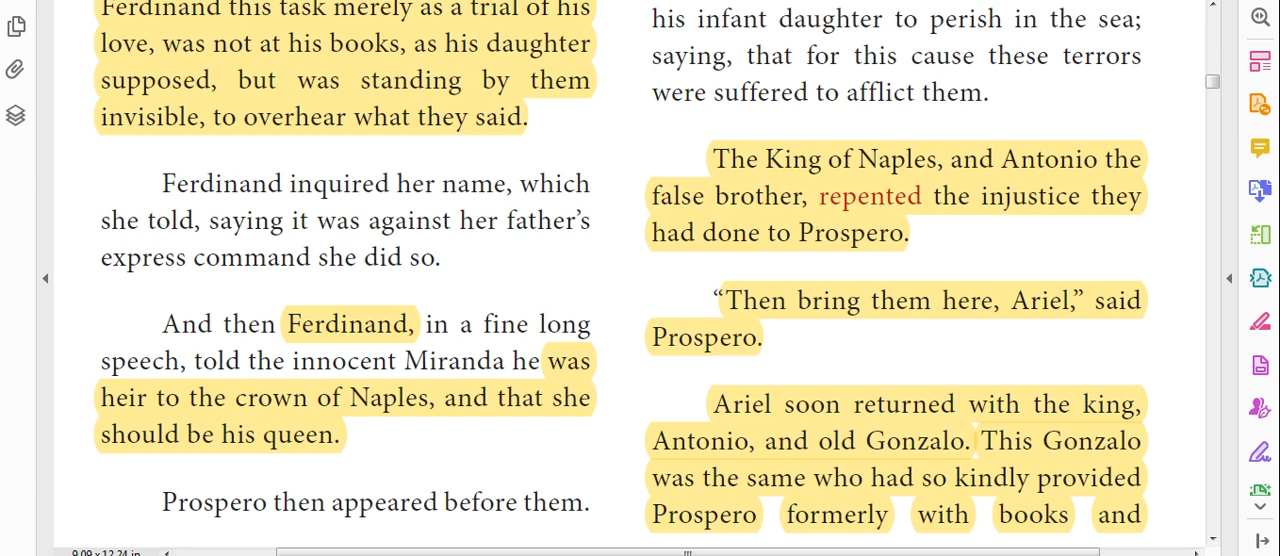 Ferdinand this task merely as a trial of his
love, was not at his books, as his daughter
supposed, but was standing by them
invisible, to overhear what they said.
Ferdinand inquired her name, which
she told, saying it was against her father’s
express command she did so.
And then Ferdinand, in a fine long
speech, told the innocent Miranda he was
heir to the crown of Naples, and that she
should be his queen.
Prospero then appeared before them.
his infant daughter to perish in the sea;
saying, that for this cause these terrors
were suffered to afflict them.
The King of Naples, and Antonio the
false brother, repented the injustice they
had done to Prospero.
“Then bring them here, Ariel,” said
Prospero.
Ariel soon returned with the king,
Antonio, and old Gonzalo. This Gonzalo
was the same who had so kindly provided
Prospero formerly with books and
9.09 x 12.24 in.